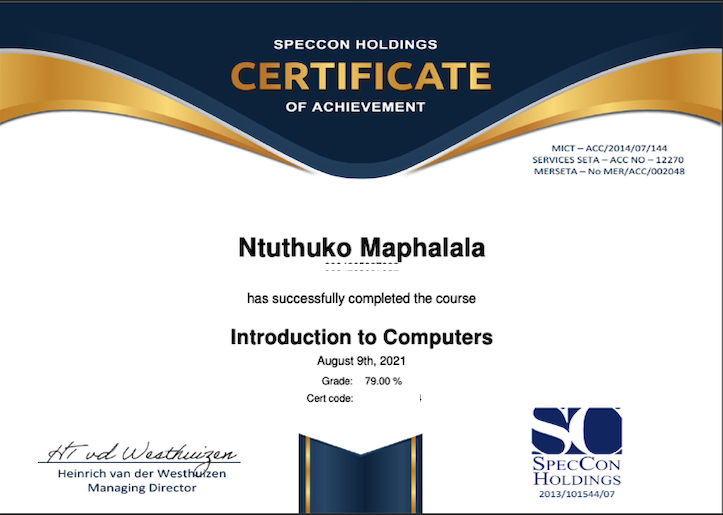 SPECCON HOLDINGS
CERTIFICATE
OF ACHIEVEMENT
MICT – ACC/2014/07/144
SERVICES SETA – ACC NO – 12270
MERSETA – No MER/ACC/002048
Ntuthuko Maphalala
has successfully completed the course
Introduction to Computers
August 9th, 2021
Grade: 79.00 %
Cert code:
HT vd Westhuizen
Heinrich van der Westhuizen
Managing Director
SC
SPECCON
HOLDINGS
2013/101544/07